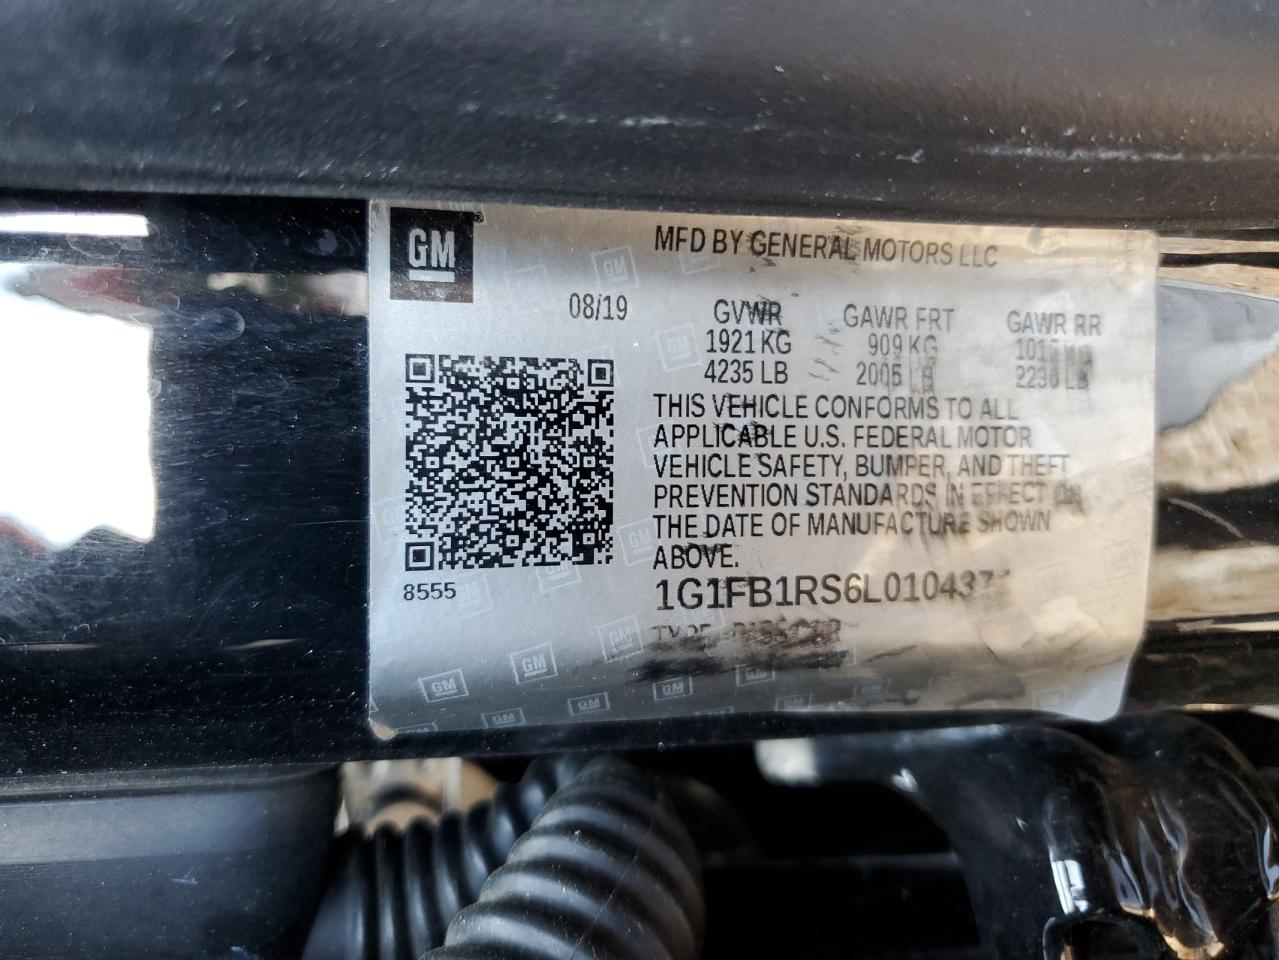 GM
MFD BY GENERAL MOTORS LLC
08/19
GVWR GAWR FRT GAWR RR
1921 KG 909 KG
4235 LB 2005 LB
THIS VEHICLE CONFORMS TO ALL
APPLICABLE U.S. FEDERAL MOTOR
VEHICLE SAFETY, BUMPER, AND THEFT
PREVENTION STANDARDS IN EFFECT ON
THE DATE OF MANUFACTURE SHOWN
ABOVE.
8555